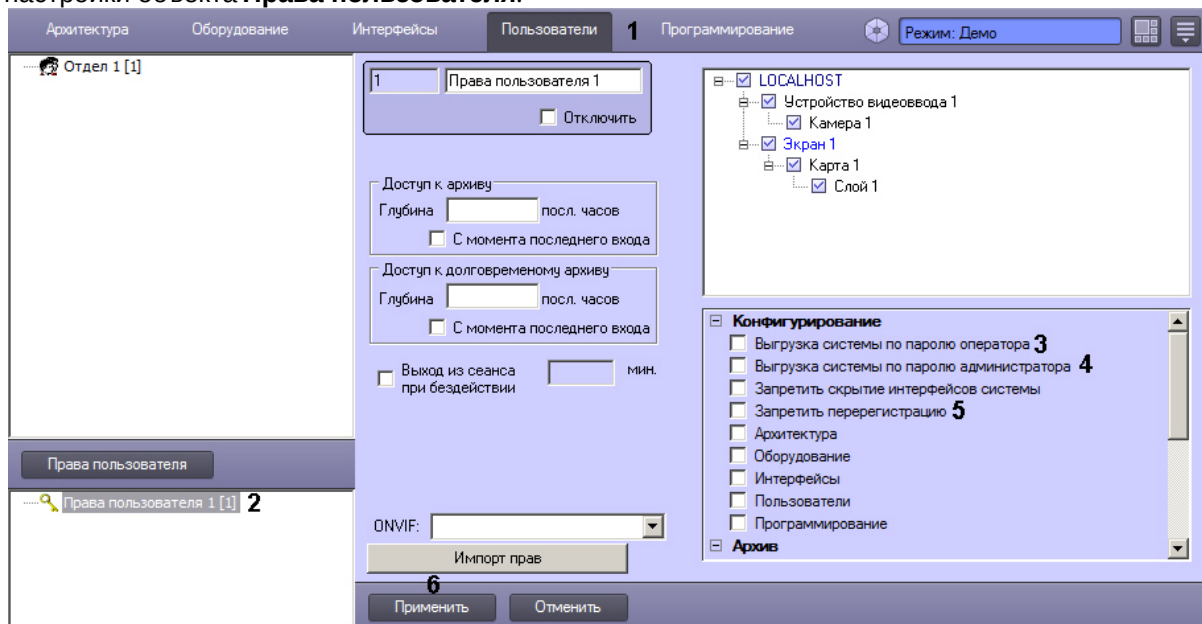 настройки объекта Права пользователя.
Архитектура Оборудование Интерфейсы Пользователи 1 Программирование Режим: Демо
Отдел 1 [1]
Права пользователя
Права пользователя 1 [1] 2
1 Права пользователя 1
Отключить
Доступ к архиву
Глубина посл. часов
С момента последнего входа
Доступ к долговременому архиву
Глубина посл. часов
С момента последнего входа
Выход из сеанса мин.
при бездействии
ONVIF:
Импорт прав
6
Применить Отменить
LOCALHOST
Устройство видеоввода 1
Камера 1
Экран 1
Карта 1
Слой 1
Конфигурирование
Выгрузка системы по паролю оператора 3
Выгрузка системы по паролю администратора 4
Запретить скрытие интерфейсов системы
Запретить перерегистрацию 5
Архитектура
Оборудование
Интерфейсы
Пользователи
Программирование
Архив